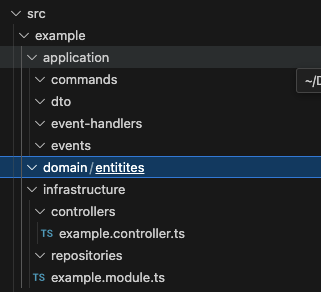 src
example
application
commands
~/D
dto
event-handlers
events
domain/entitites
infrastructure
controllers
TS example.controller.ts
repositories
TS example.module.ts